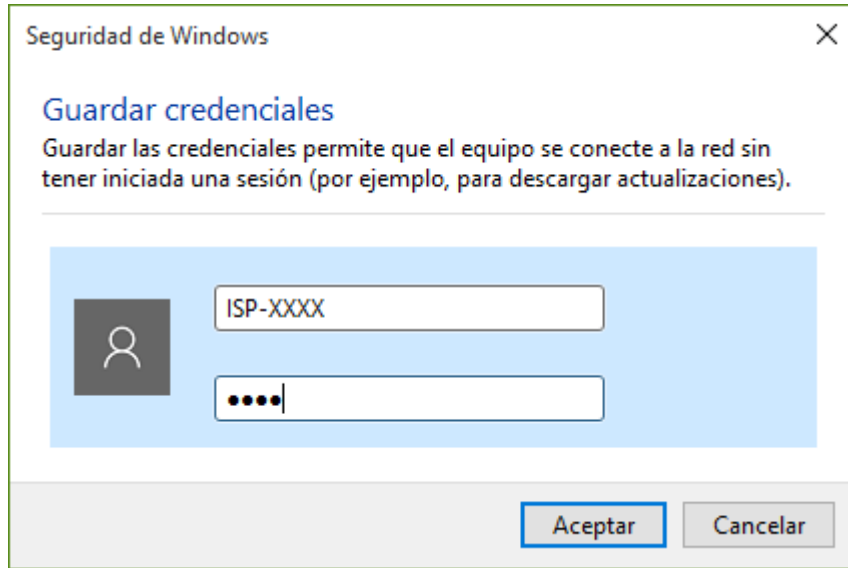 Seguridad de Windows
Guardar credenciales
Guardar las credenciales permite que el equipo se conecte a la red sin
tener iniciada una sesión (por ejemplo, para descargar actualizaciones).
ISP-XXXX
••••
Aceptar Cancelar